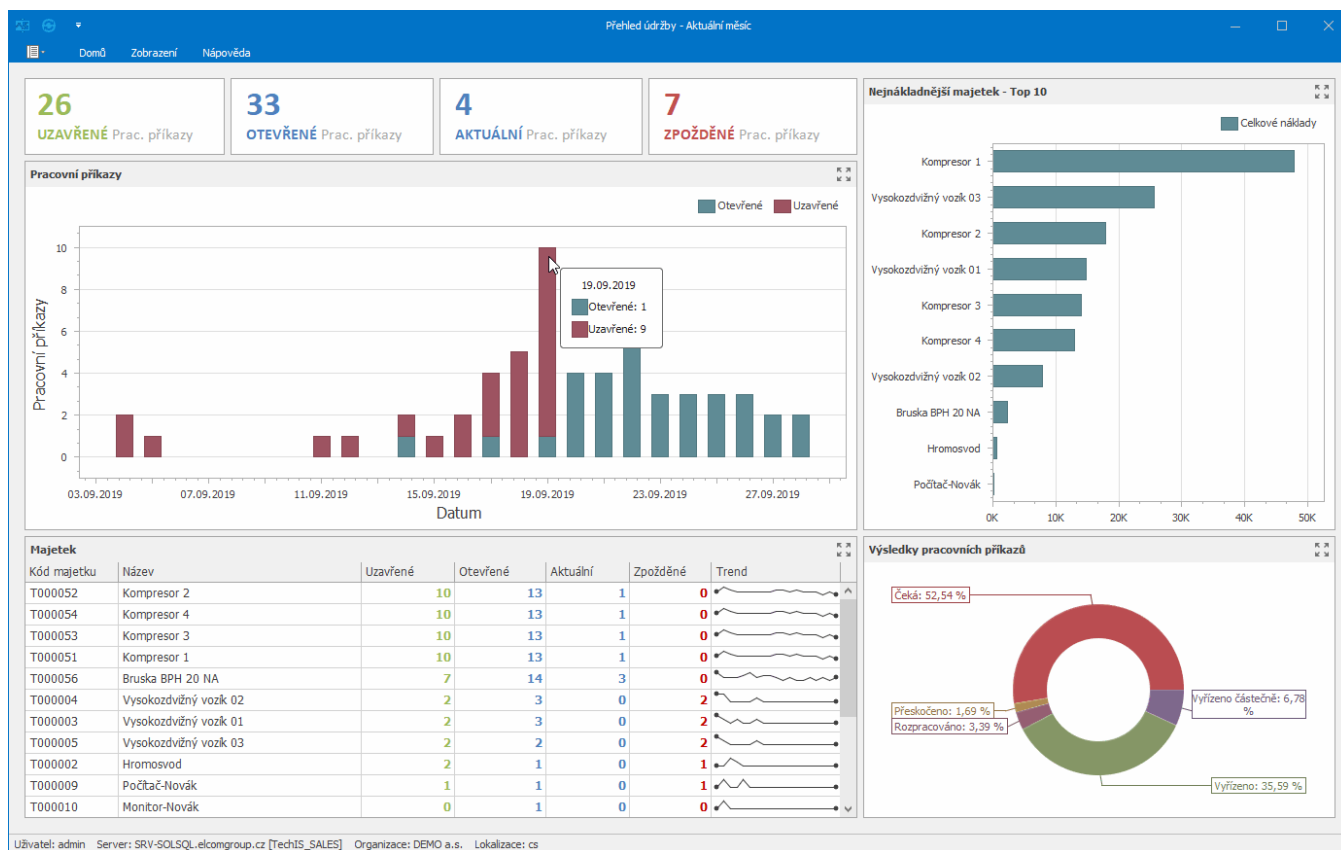 Přehled údržby - Aktuální měsíc
Domů Zobrazení Nápověda
26
UZAVŘENÉ Prac. příkazy
33
OTEVŘENÉ Prac. příkazy
4
AKTUÁLNÍ Prac. příkazy
7
ZPOŽDĚNÉ Prac. příkazy
Pracovní příkazy
Otevřené Uzavřené
Pracovní příkazy
10
8
6
4
2
0
19.09.2019
Otevřené: 1
Uzavřené: 9
03.09.2019 07.09.2019 11.09.2019 15.09.2019 19.09.2019 23.09.2019 27.09.2019
Datum
Nejnákladnější majetek - Top 10
Celkové náklady
Kompresor 1
Vysokozdvižný vozík 03
Kompresor 2
Vysokozdvižný vozík 01
Kompresor 3
Kompresor 4
Vysokozdvižný vozík 02
Bruska BPH 20 NA
Hromosvod
Počítač-Novák
0K 10K 20K 30K 40K 50K
Majetek
Kód majetku Název Uzavřené Otevřené Aktuální Zpožděné Trend
T000052 Kompresor 2 10 13 1 0
T000054 Kompresor 4 10 13 1 0
T000053 Kompresor 3 10 13 1 0
T000051 Kompresor 1 10 13 1 0
T000056 Bruska BPH 20 NA 7 14 3 0
T000004 Vysokozdvižný vozík 02 2 3 0 2
T000003 Vysokozdvižný vozík 01 2 3 0 2
T000005 Vysokozdvižný vozík 03 2 2 0 2
T000002 Hromosvod 2 1 0 1
T000009 Počítač-Novák 1 1 0 1
T000010 Monitor-Novák 0 1 0 0
Výsledky pracovních příkazů
Čeká: 52,54 %
Přeskočeno: 1,69 %
Rozpracováno: 3,39 %
Vyřízeno částečně: 6,78
%
Vyřízeno: 35,59 %
Uživatel: admin Server: SRV-SOLSQL.elcomgroup.cz [TechIS_SALES] Organizace: DEMO a.s. Lokalizace: cs